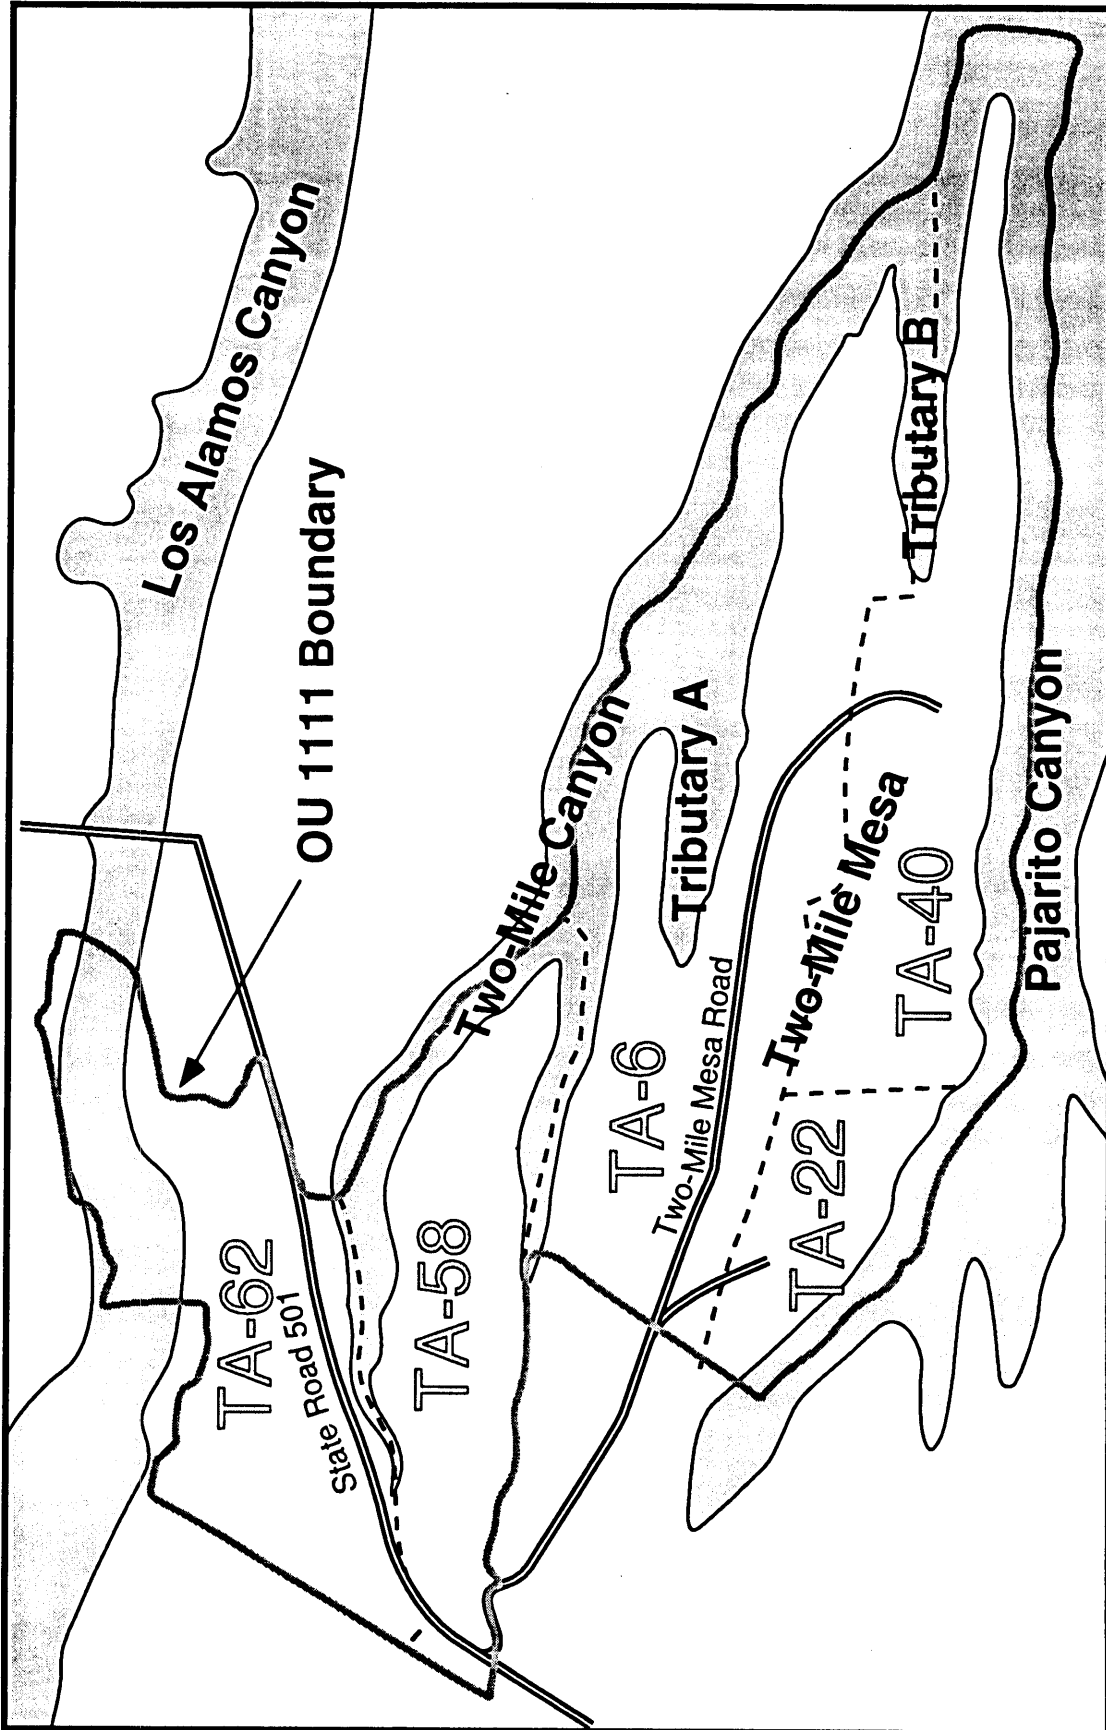 Los Alamos Canyon
OU 1111 Boundary
TA-62
State Road 501
Two-Mile Canyon
TA-58
Tributary A
TA-6
Two-Mile Mesa Road
Tributary B
Two-Mile Mesa
TA-22
TA-40
Pajarito Canyon